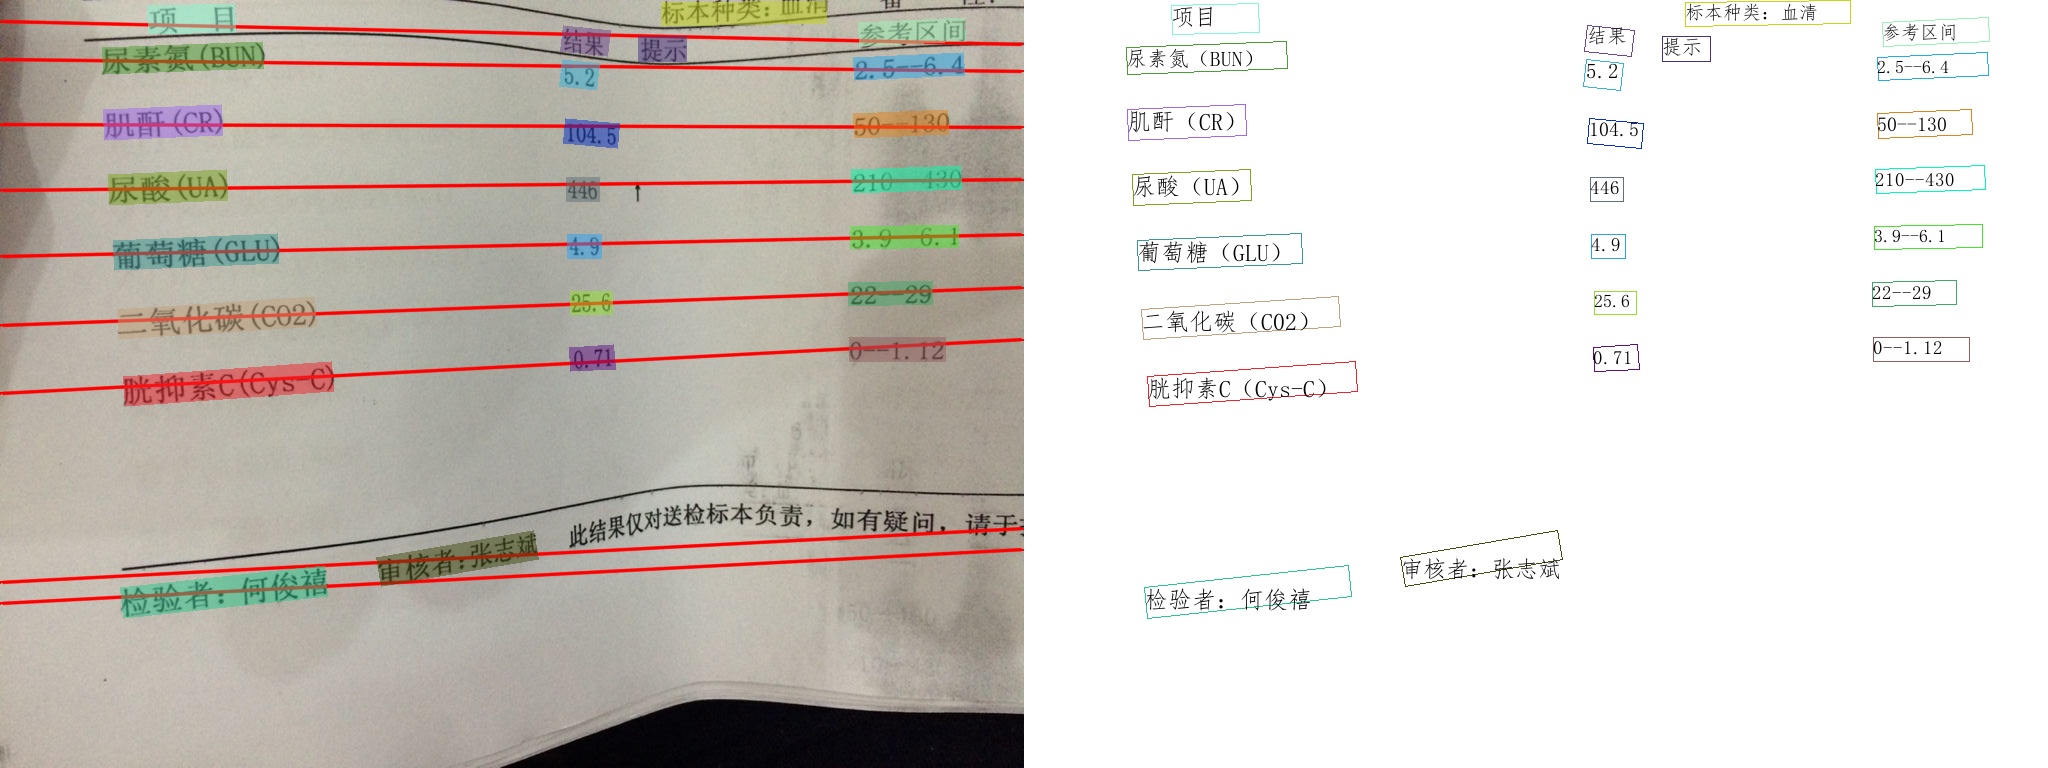 标本种类：血清
项 目 结果 提示 参考区间
尿素氮(BUN) 5.2 2.5--6.4
肌酐(CR) 104.5 50--130
尿酸(UA) 446 ↑ 210--430
葡萄糖(GLU) 4.9 3.9--6.1
二氧化碳(CO2) 25.6 22--29
胱抑素C(Cys-C) 0.71 0--1.12
此结果仅对送检标本负责，如有疑问，请于
检验者：何俊禧 审核者：张志斌
标本种类：血清
项目 结果 提示 参考区间
尿素氮（BUN） 5.2 2.5--6.4
肌酐（CR） 104.5 50--130
尿酸（UA） 446 210--430
葡萄糖（GLU） 4.9 3.9--6.1
二氧化碳（CO2） 25.6 22--29
胱抑素C（Cys-C） 0.71 0--1.12
检验者：何俊禧 审核者：张志斌